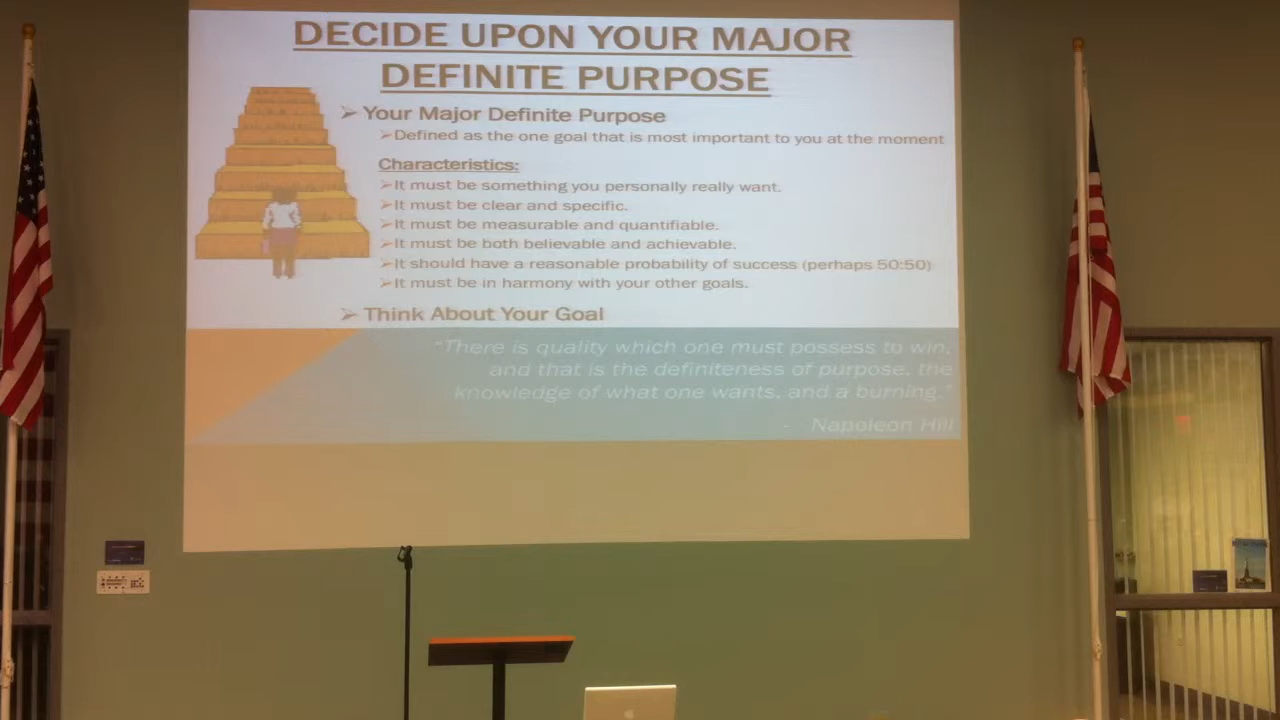 DECIDE UPON YOUR MAJOR
DEFINITE PURPOSE
➢ Your Major Definite Purpose
➢Defined as the one goal that is most important to you at the moment
Characteristics:
➢It must be something you personally really want.
➢It must be clear and specific.
➢It must be measurable and quantifiable.
➢It must be both believable and achievable.
➢It should have a reasonable probability of success (perhaps 50:50)
➢It must be in harmony with your other goals.
➢ Think About Your Goal
"There is quality which one must possess to win,
and that is the definiteness of purpose, the
knowledge of what one wants, and a burning."
- Napoleon Hill